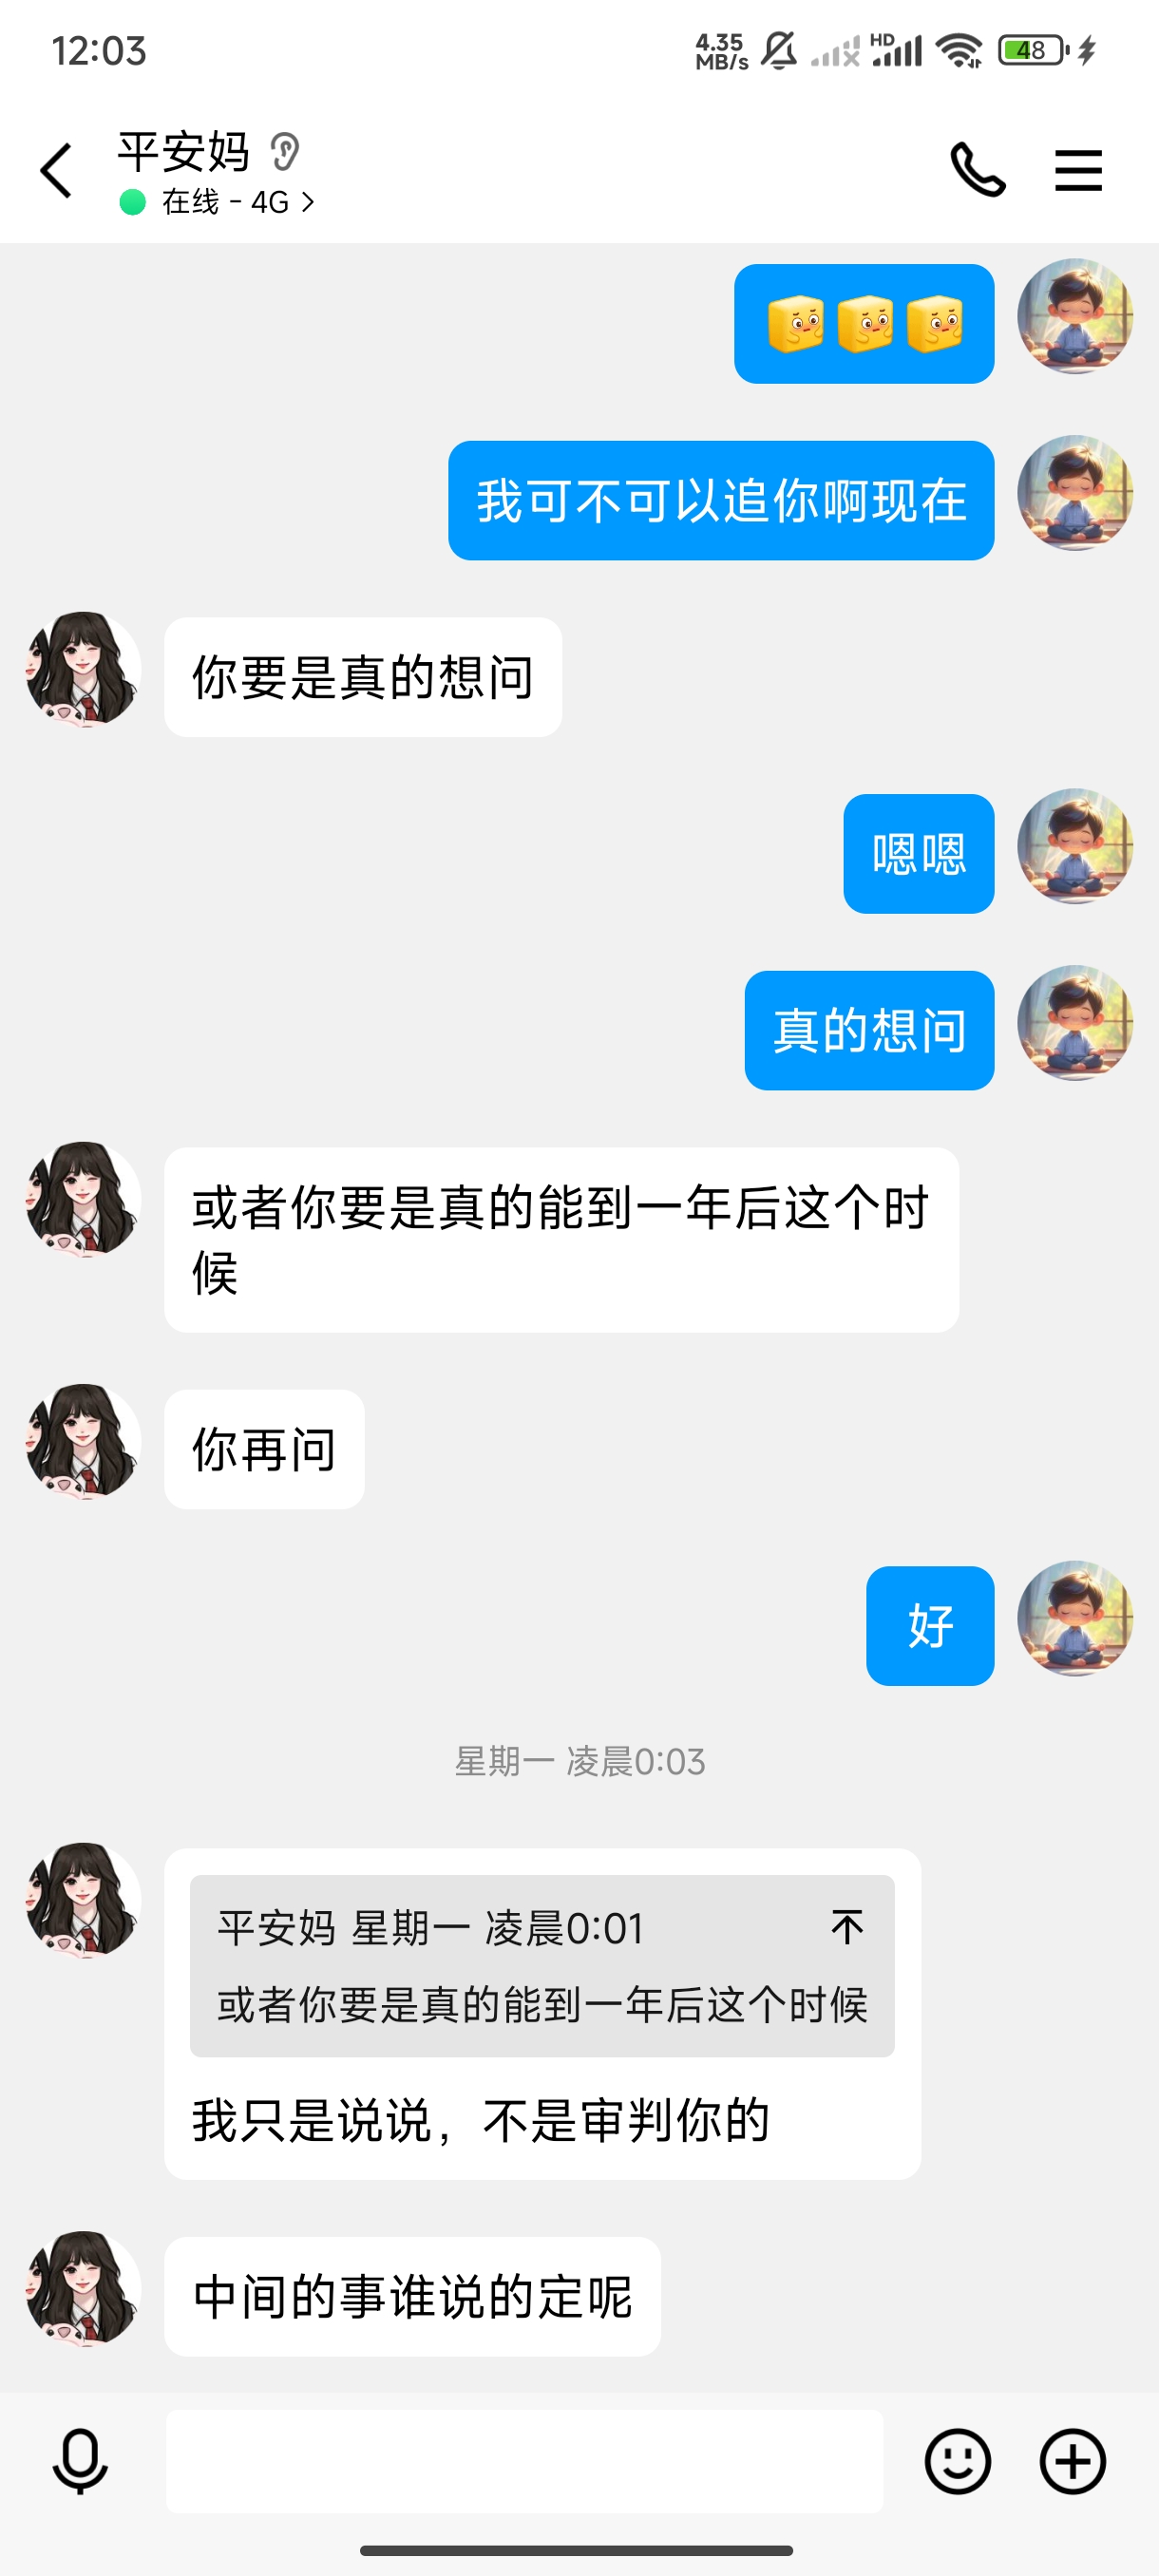 12:03
4.35
MB/s
HD
48
平安妈
在线 - 4G
我可不可以追你啊现在
你要是真的想问
嗯嗯
真的想问
或者你要是真的能到一年后这个时
候
你再问
好
星期一 凌晨0:03
平安妈 星期一 凌晨0:01
或者你要是真的能到一年后这个时候
我只是说说，不是审判你的
中间的事谁说的定呢